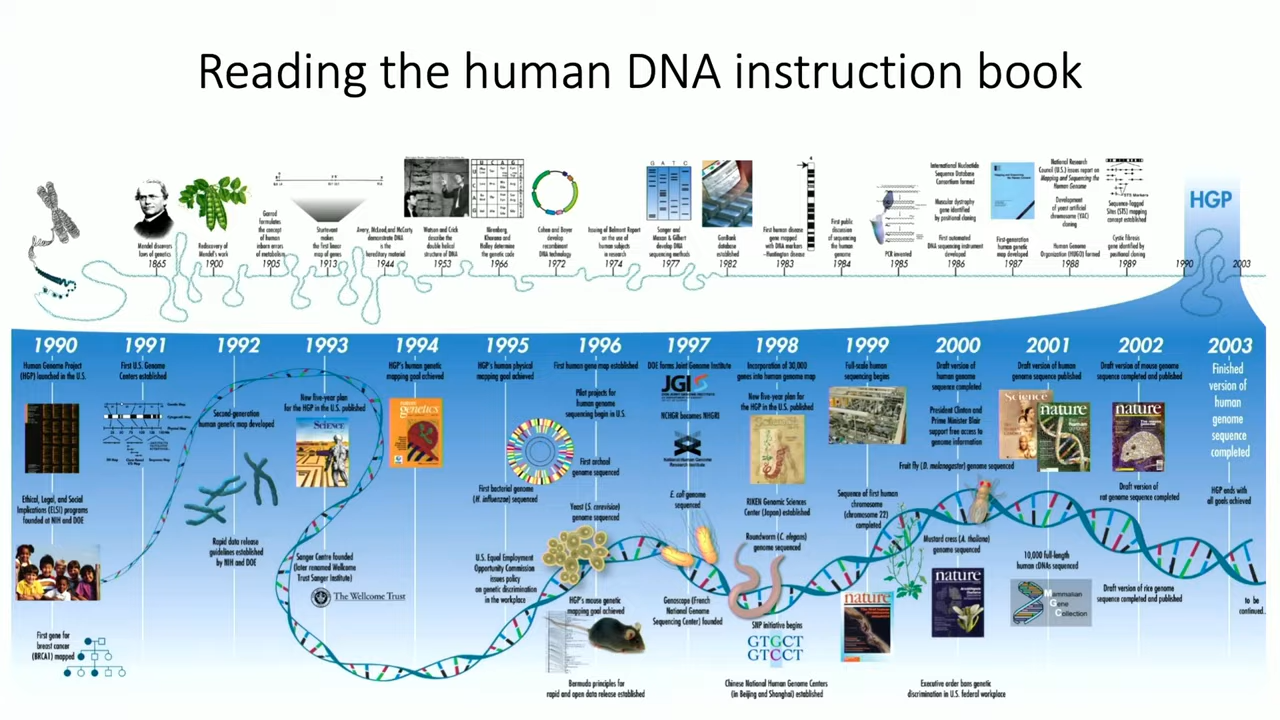 Reading the human DNA instruction book
Mendel discovers
laws of genetics
1865
Rediscovery of
Mendel's work
1900
Garrod
formulates
the concept
of human
inborn errors
of metabolism
1905
Sturtevant
makes
the first linear
map of genes
1913
Avery, McLeod, and McCarty
demonstrate DNA
is the
hereditary material
1944
Watson and Crick
describe the
double helical
structure of DNA
1953
Nirenberg,
Khorana and
Holley determine
the genetic code
1966
Cohen and Boyer
develop
recombinant
DNA technology
1972
Issuing of Belmont Report
on the use of
human subjects
in research
1974
G A T C
Sanger and
Maxam & Gilbert
develop DNA
sequencing methods
1977
GenBank
database
established
1982
4
First human disease
gene mapped
with DNA markers
–Huntington disease
1983
First public
discussion of
sequencing
the human
genome
1984
PCR invented
1985
International Nucleotide
Sequence Database
Consortium formed
Muscular dystrophy
gene identified
by positional cloning
First automated
DNA sequencing instrument
developed
1986
First-generation
human genetic
map developed
1987
National Research
Council (U.S.) issues report on
Mapping and Sequencing the
Human Genome
Development
of yeast artificial
chromosome (YAC)
cloning
Human Genome
Organization (HUGO) formed
1988
STS Markers
Sequence-Tagged
Sites (STS) mapping
concept established
Cystic fibrosis
gene identified by
positional cloning
1989
HGP
1990
2003
1990
Human Genome Project
(HGP) launched in the U.S.
Ethical, Legal, and Social
Implications (ELSI) programs
founded at NIH and DOE
First gene for
breast cancer
(BRCA1) mapped
1991
First U.S. Genome
Centers established
1992
Second-generation
human genetic map developed
Rapid data release
guidelines established
by NIH and DOE
1993
New five-year plan
for the HGP in the U.S. published
SCIENCE
Sanger Centre founded
(later renamed Wellcome
Trust Sanger Institute)
The Wellcome Trust
1994
HGP's human genetic
mapping goal achieved
nature
genetics
1995
HGP's human physical
mapping goal achieved
First bacterial genome
(H. influenzae) sequenced
U.S. Equal Employment
Opportunity Commission
issues policy
on genetic discrimination
in the workplace
1996
First human gene map established
Pilot projects for
human genome
sequencing begin in U.S.
First archeal
genome sequenced
Yeast (S. cerevisiae)
genome sequenced
HGP's mouse genetic
mapping goal achieved
Bermuda principles for
rapid and open data release established
1997
DOE forms Joint Genome Institute
JGI
NCHGR becomes NHGRI
National Human Genome
Research Institute
E. coli genome
sequenced
Genoscope (French
National Genome
Sequencing Center) founded
1998
Incorporation of 30,000
genes into human genome map
New five-year plan
for the HGP in the U.S. published
RIKEN Genomic Sciences
Center (Japan) established
Roundworm (C. elegans)
genome sequenced
SNP initiative begins
GTGCT
GTCCT
Chinese National Human Genome Centers
(in Beijing and Shanghai) established
1999
Full-scale human
sequencing begins
Sequence of first human
chromosome
(chromosome 22)
completed
nature
2000
Draft version of
human genome
sequence completed
President Clinton and
Prime Minister Blair
support free access to
genome information
Fruit fly (D. melanogaster) genome sequenced
Mustard cress (A. thaliana)
genome sequenced
nature
Executive order bans genetic
discrimination in U.S. federal workplace
2001
Draft version of human
genome sequence published
Science
nature
10,000 full-length
human cDNAs sequenced
Mammalian
Gene
Collection
2002
Draft version of mouse genome
sequence completed and published
nature
Draft version of
rat genome sequence completed
Draft version of rice genome
sequence completed and published
2003
Finished
version of
human
genome
sequence
completed
HGP ends with
all goals achieved
to be
continued...